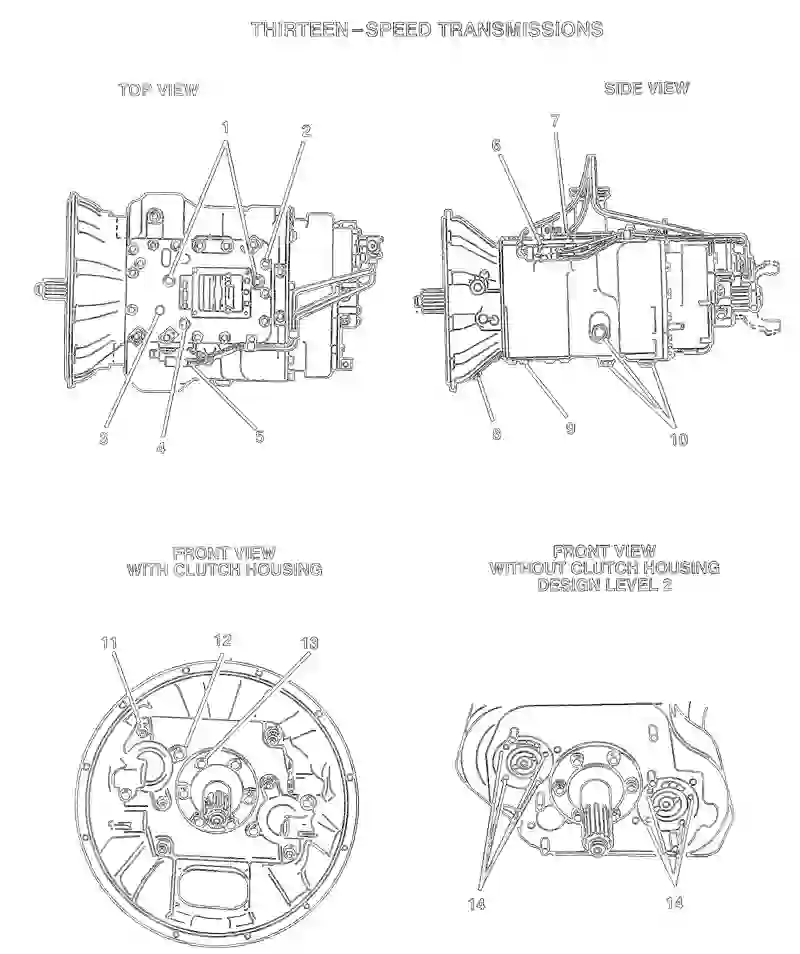 THIRTEEN-SPEED TRANSMISSIONS
TOP VIEW
SIDE VIEW
1
2
3
4
5
6
7
8
9
10
FRONT VIEW
WITH CLUTCH HOUSING
11
12
13
FRONT VIEW
WITHOUT CLUTCH HOUSING
DESIGN LEVEL 2
14
14